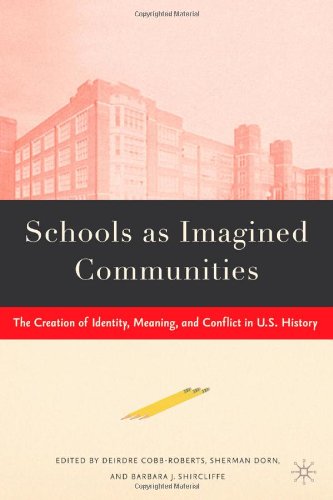 Schools as Imagined
Communities
The Creation of Identity, Meaning, and Conflict in U.S. History
EDITED BY DEIRDRE COBB-ROBERTS, SHERMAN DORN,
AND BARBARA J. SHIRCLIFFE